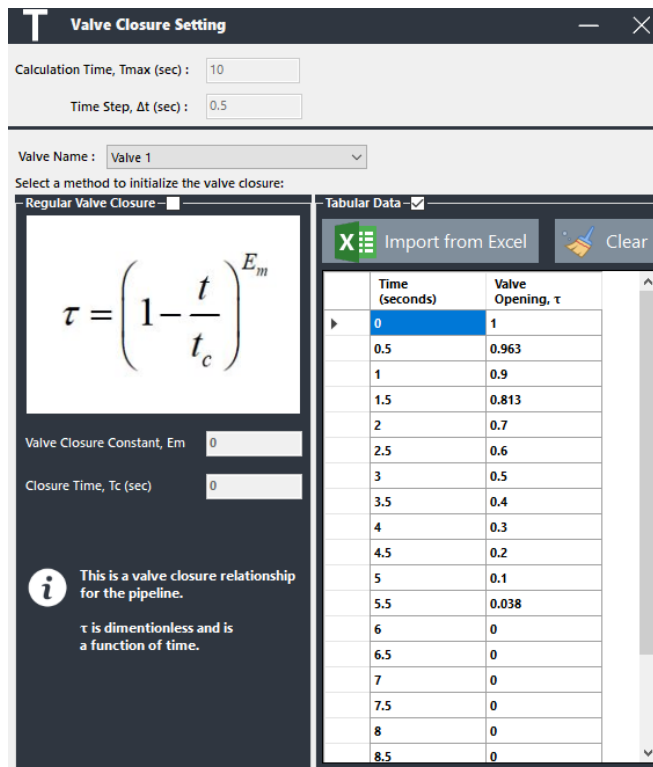 T Valve Closure Setting
Calculation Time, Tmax (sec) : 10
Time Step, Δt (sec) : 0.5
Valve Name : Valve 1
Select a method to initialize the valve closure:
Regular Valve Closure
τ = (1 − t/t_c)^E_m
Valve Closure Constant, Em 0
Closure Time, Tc (sec) 0
i
This is a valve closure relationship
for the pipeline.
τ is dimentionless and is
a function of time.
Tabular Data
X Import from Excel Clear
Time (seconds) Valve Opening, τ
0 1
0.5 0.963
1 0.9
1.5 0.813
2 0.7
2.5 0.6
3 0.5
3.5 0.4
4 0.3
4.5 0.2
5 0.1
5.5 0.038
6 0
6.5 0
7 0
7.5 0
8 0
8.5 0